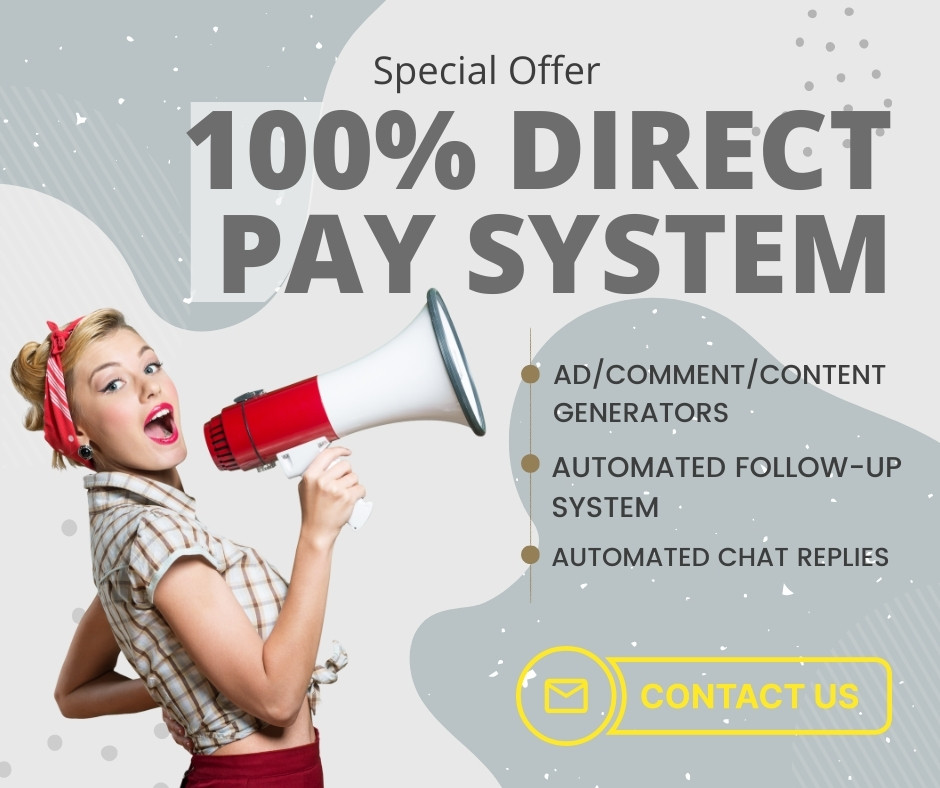 Special Offer
100% DIRECT
PAY SYSTEM
AD/COMMENT/CONTENT
GENERATORS
AUTOMATED FOLLOW-UP
SYSTEM
AUTOMATED CHAT REPLIES
CONTACT US